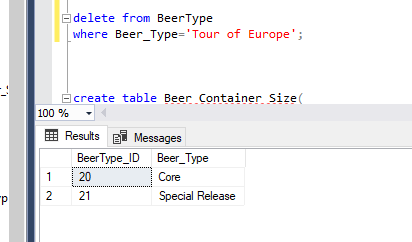 delete from BeerType
where Beer_Type='Tour of Europe';
create table Beer_Container_Size(
100 %
Results Messages
BeerType_ID Beer_Type
1 20 Core
2 21 Special Release